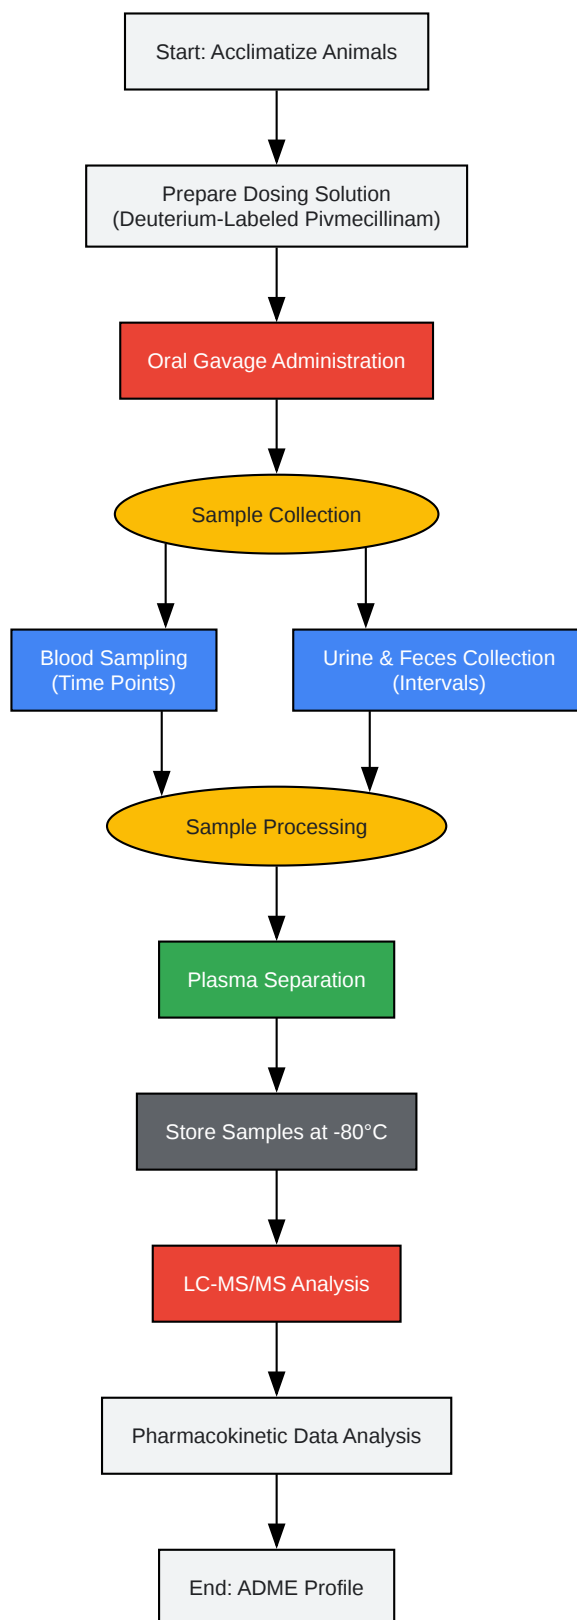 Start: Acclimatize Animals
Prepare Dosing Solution
(Deuterium-Labeled Pivmecillinam)
Oral Gavage Administration
Sample Collection
Blood Sampling
(Time Points)
Urine & Feces Collection
(Intervals)
Sample Processing
Plasma Separation
Store Samples at -80°C
LC-MS/MS Analysis
Pharmacokinetic Data Analysis
End: ADME Profile